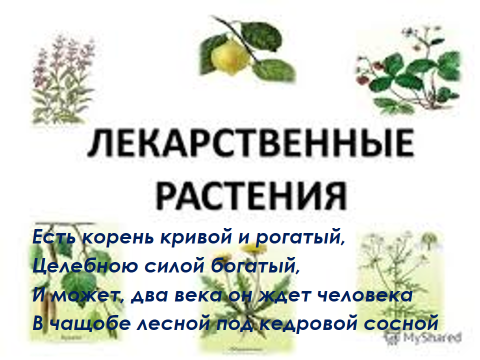 ЛЕКАРСТВЕННЫЕ
РАСТЕНИЯ
Есть корень кривой и рогатый,
Целебною силой богатый,
И может, два века он ждет человека
В чащобе лесной под кедровой сосной
MyShared